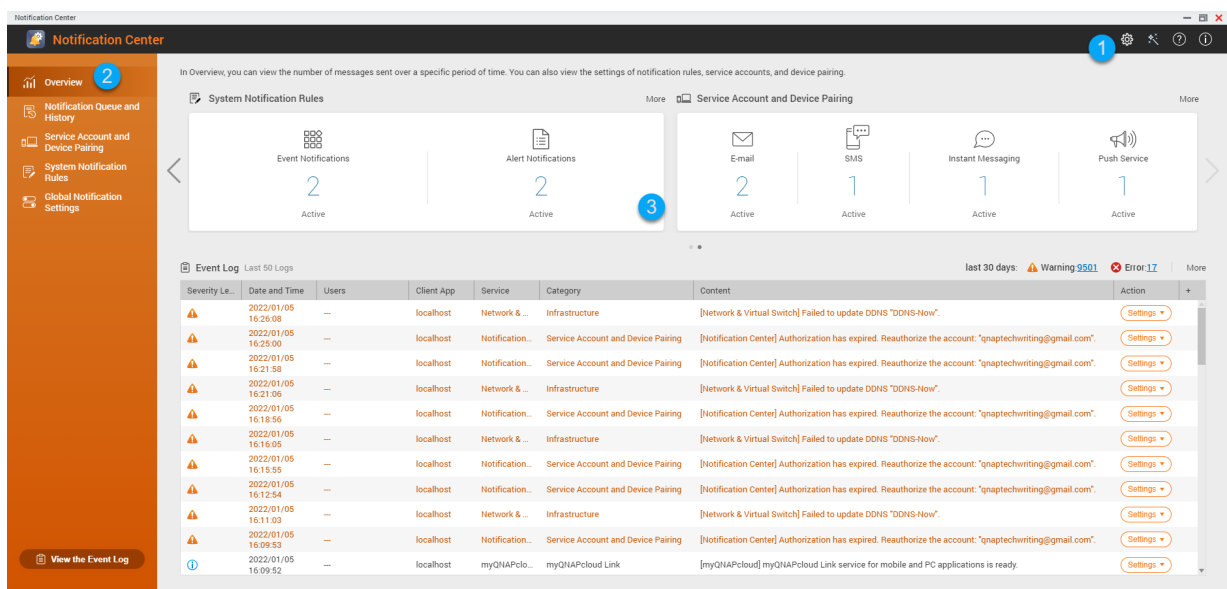 Notification Center
Notification Center
1
2
Overview
Notification Queue and
History
Service Account and
Device Pairing
System Notification
Rules
Global Notification
Settings
View the Event Log
In Overview, you can view the number of messages sent over a specific period of time. You can also view the settings of notification rules, service accounts, and device pairing.
System Notification Rules More
Event Notifications Alert Notifications
2 2
Active Active
3
Service Account and Device Pairing More
E-mail SMS Instant Messaging Push Service
2 1 1 1
Active Active Active Active
Event Log Last 50 Logs last 30 days: Warning:9501 Error:17 More
Severity Le... Date and Time Users Client App Service Category Content Action +
2022/01/05
16:26:08 -- localhost Network & ... Infrastructure [Network & Virtual Switch] Failed to update DDNS "DDNS-Now". Settings
2022/01/05
16:25:00 -- localhost Notification... Service Account and Device Pairing [Notification Center] Authorization has expired. Reauthorize the account: "qnaptechwriting@gmail.com". Settings
2022/01/05
16:21:58 -- localhost Notification... Service Account and Device Pairing [Notification Center] Authorization has expired. Reauthorize the account: "qnaptechwriting@gmail.com". Settings
2022/01/05
16:21:06 -- localhost Network & ... Infrastructure [Network & Virtual Switch] Failed to update DDNS "DDNS-Now". Settings
2022/01/05
16:18:56 -- localhost Notification... Service Account and Device Pairing [Notification Center] Authorization has expired. Reauthorize the account: "qnaptechwriting@gmail.com". Settings
2022/01/05
16:16:05 -- localhost Network & ... Infrastructure [Network & Virtual Switch] Failed to update DDNS "DDNS-Now". Settings
2022/01/05
16:15:55 -- localhost Notification... Service Account and Device Pairing [Notification Center] Authorization has expired. Reauthorize the account: "qnaptechwriting@gmail.com". Settings
2022/01/05
16:12:54 -- localhost Notification... Service Account and Device Pairing [Notification Center] Authorization has expired. Reauthorize the account: "qnaptechwriting@gmail.com". Settings
2022/01/05
16:11:03 -- localhost Network & ... Infrastructure [Network & Virtual Switch] Failed to update DDNS "DDNS-Now". Settings
2022/01/05
16:09:53 -- localhost Notification... Service Account and Device Pairing [Notification Center] Authorization has expired. Reauthorize the account: "qnaptechwriting@gmail.com". Settings
2022/01/05
16:09:52 -- localhost myQNAPclo... myQNAPcloud Link [myQNAPcloud] myQNAPcloud Link service for mobile and PC applications is ready. Settings